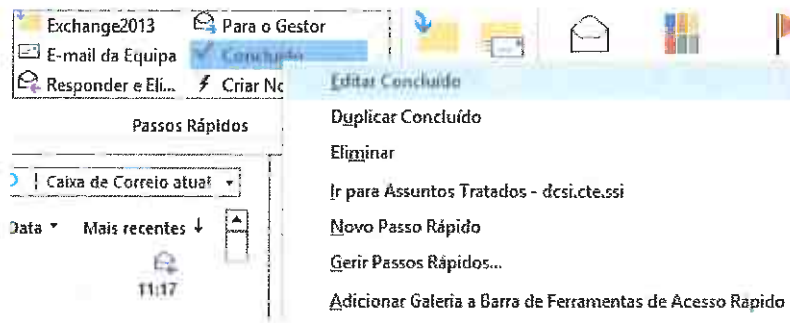 Exchange2013
Para o Gestor
E-mail da Equipa
Concluído
Responder e Eli...
Criar No
Passos Rápidos
Editar Concluído
Duplicar Concluído
Eliminar
Ir para Assuntos Tratados - dcsi.cte.ssi
Novo Passo Rápido
Gerir Passos Rápidos...
Adicionar Galeria a Barra de Ferramentas de Acesso Rápido
Caixa de Correio atual
Data
Mais recentes ↓
11:17